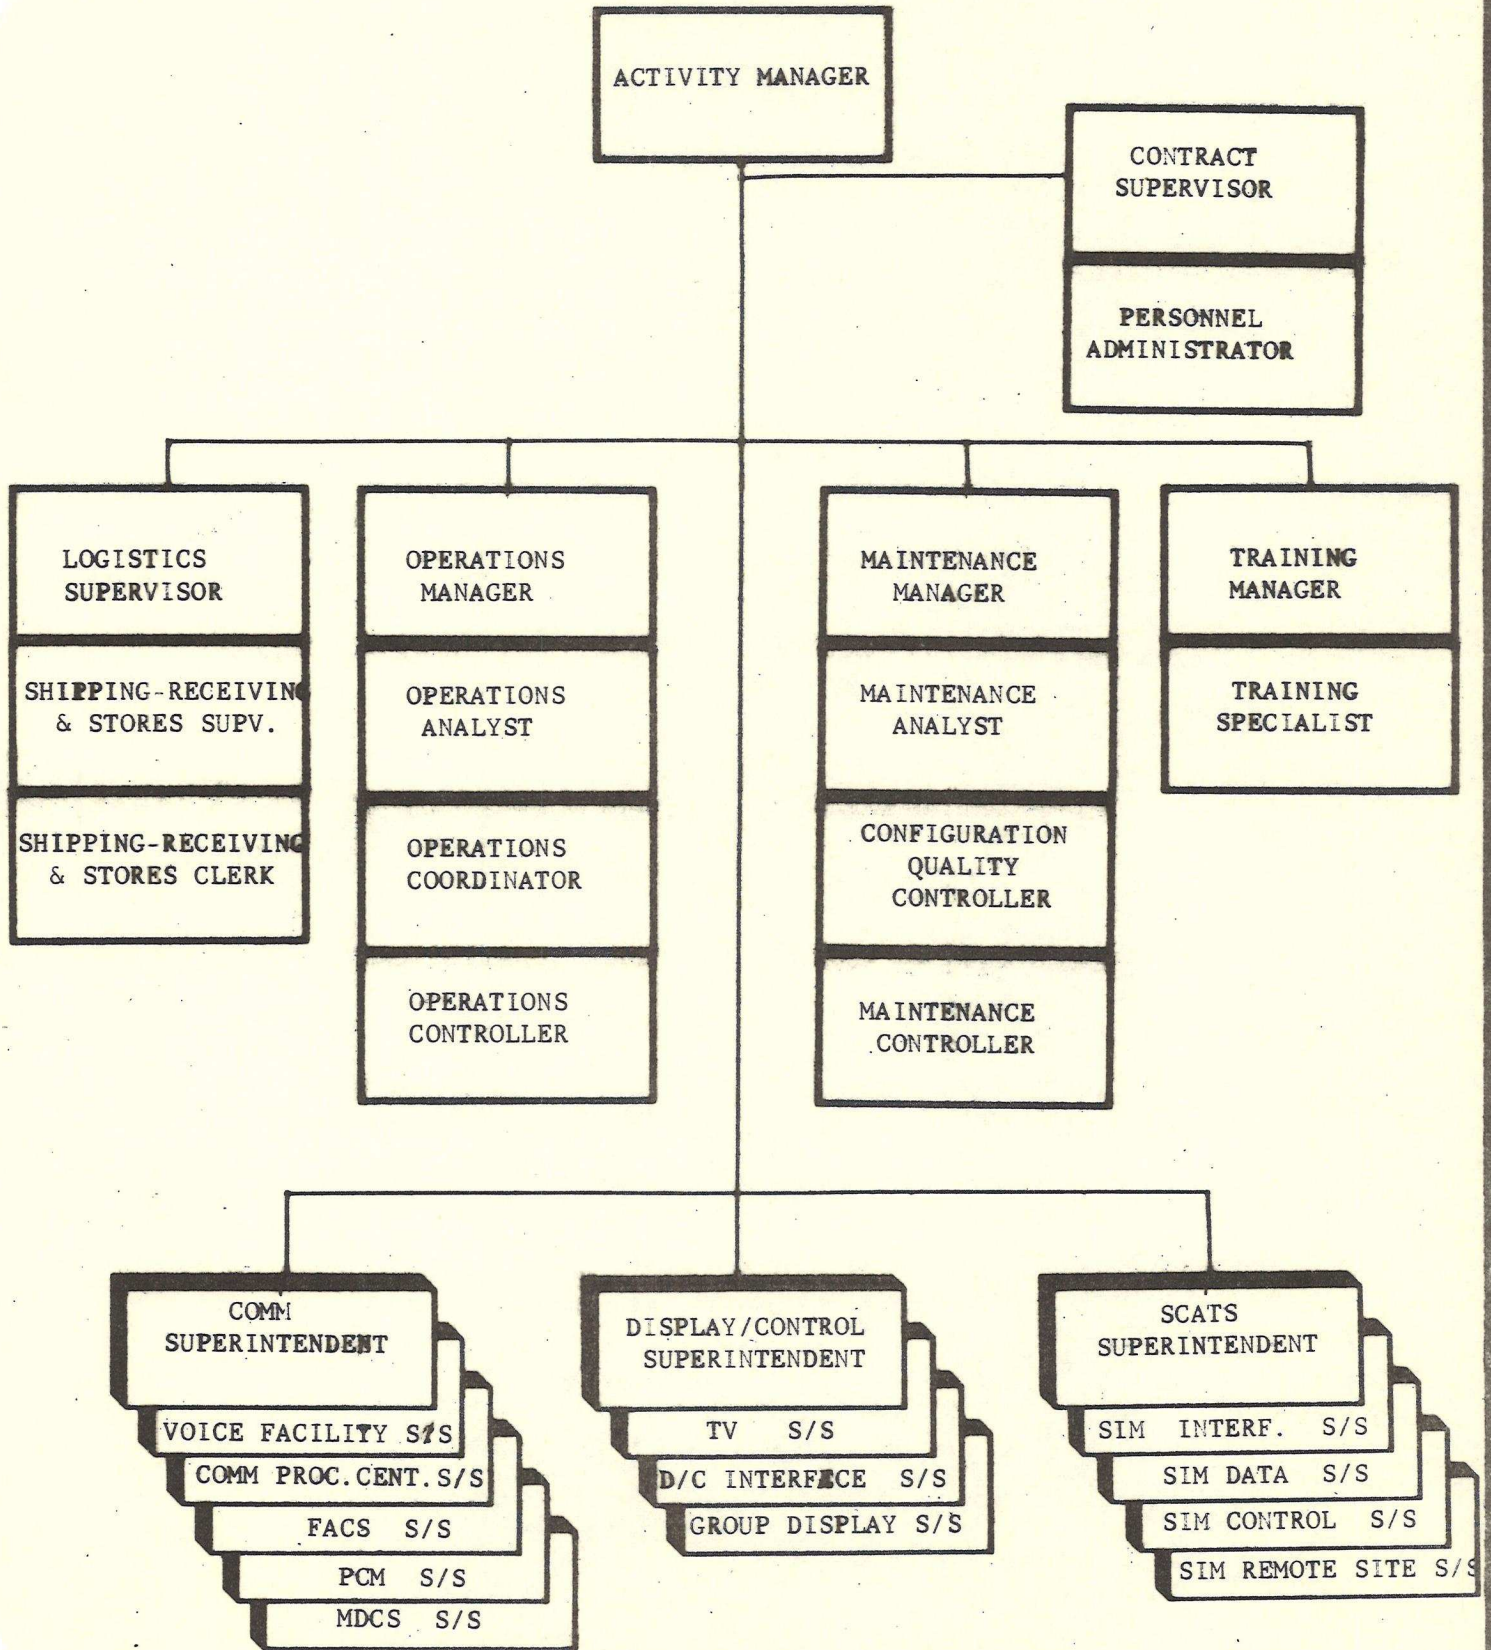 ACTIVITY MANAGER
CONTRACT
SUPERVISOR
PERSONNEL
ADMINISTRATOR
LOGISTICS
SUPERVISOR
SHIPPING-RECEIVING
& STORES SUPV.
SHIPPING-RECEIVING
& STORES CLERK
OPERATIONS
MANAGER
OPERATIONS
ANALYST
OPERATIONS
COORDINATOR
OPERATIONS
CONTROLLER
MAINTENANCE
MANAGER
MAINTENANCE
ANALYST
CONFIGURATION
QUALITY
CONTROLLER
MAINTENANCE
CONTROLLER
TRAINING
MANAGER
TRAINING
SPECIALIST
COMM
SUPERINTENDENT
VOICE FACILITY S/S
COMM PROC.CENT.S/S
FACS S/S
PCM S/S
MDCS S/S
DISPLAY/CONTROL
SUPERINTENDENT
TV S/S
D/C INTERFACE S/S
GROUP DISPLAY S/S
SCATS
SUPERINTENDENT
SIM INTERF. S/S
SIM DATA S/S
SIM CONTROL S/S
SIM REMOTE SITE S/S